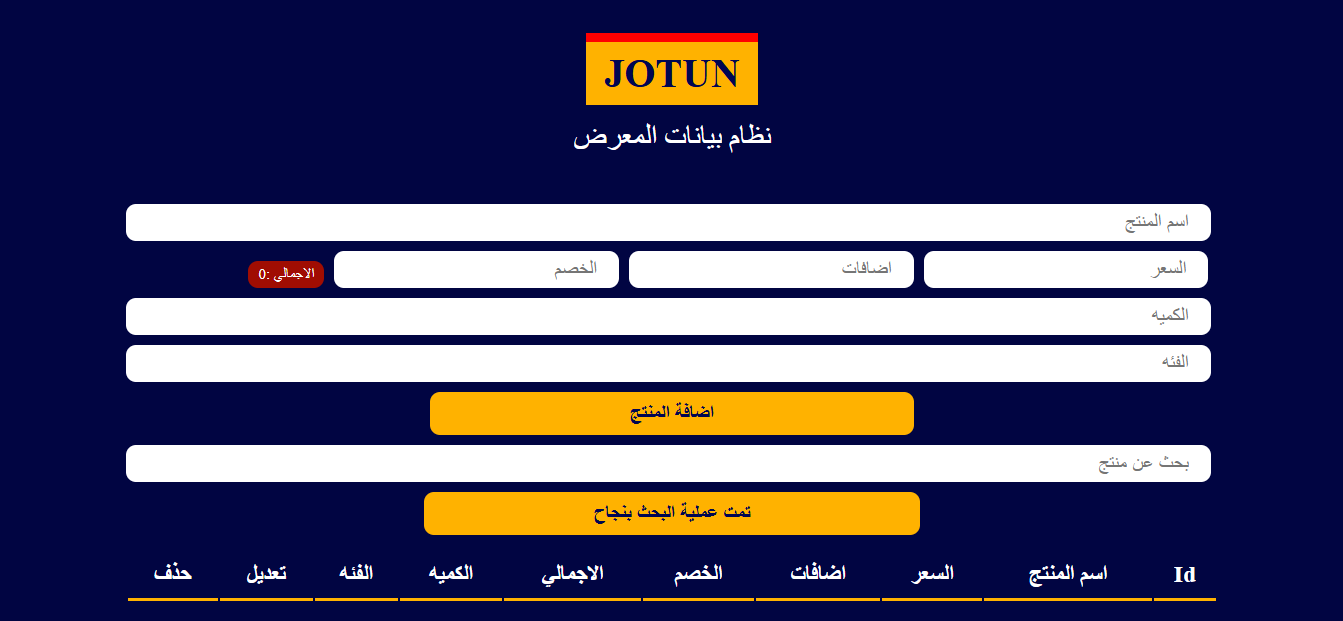 JOTUN
نظام بيانات المعرض
اسم المنتج
السعر اضافات الخصم الاجمالي :0
الكميه
الفئه
اضافة المنتج
بحث عن منتج
تمت عملية البحث بنجاح
Id اسم المنتج السعر اضافات الخصم الاجمالي الكميه الفئه تعديل حذف